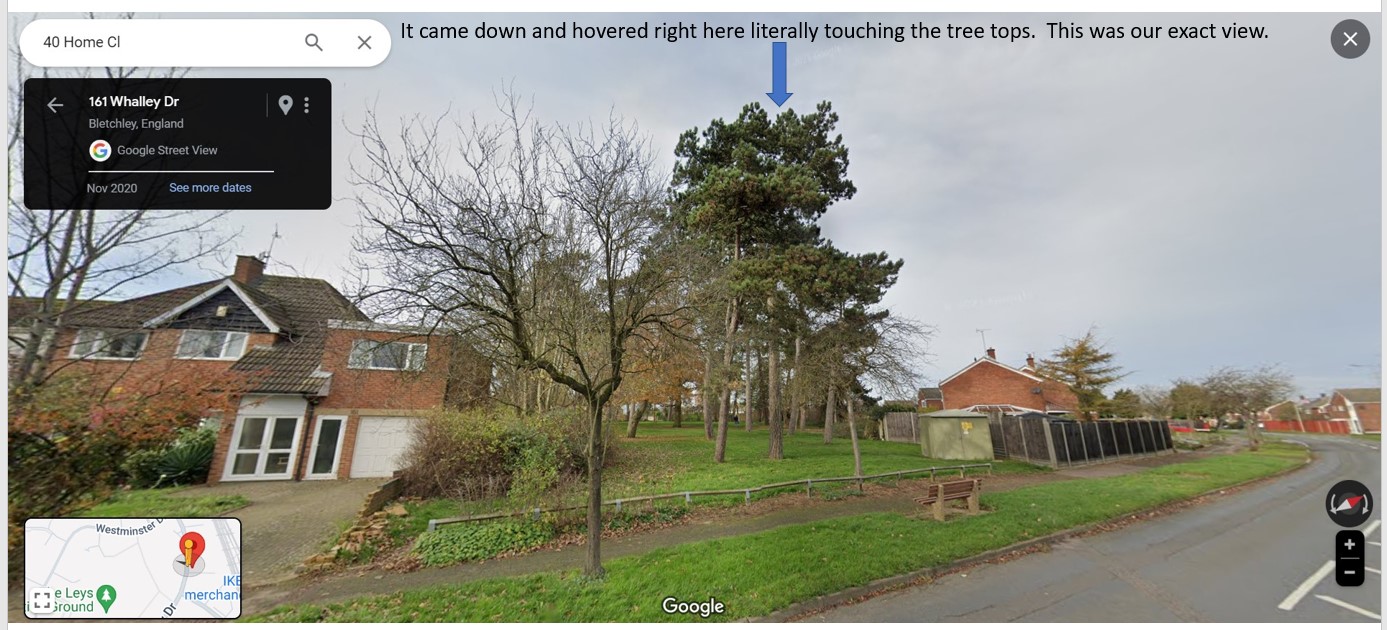 It came down and hovered right here literally touching the tree tops.  This was our exact view.
40 Home Cl
161 Whalley Dr
Bletchley, England
Google Street View
Nov 2020 See more dates
Westminster D
IKE
merchan
e Leys
Ground
Dr
Google